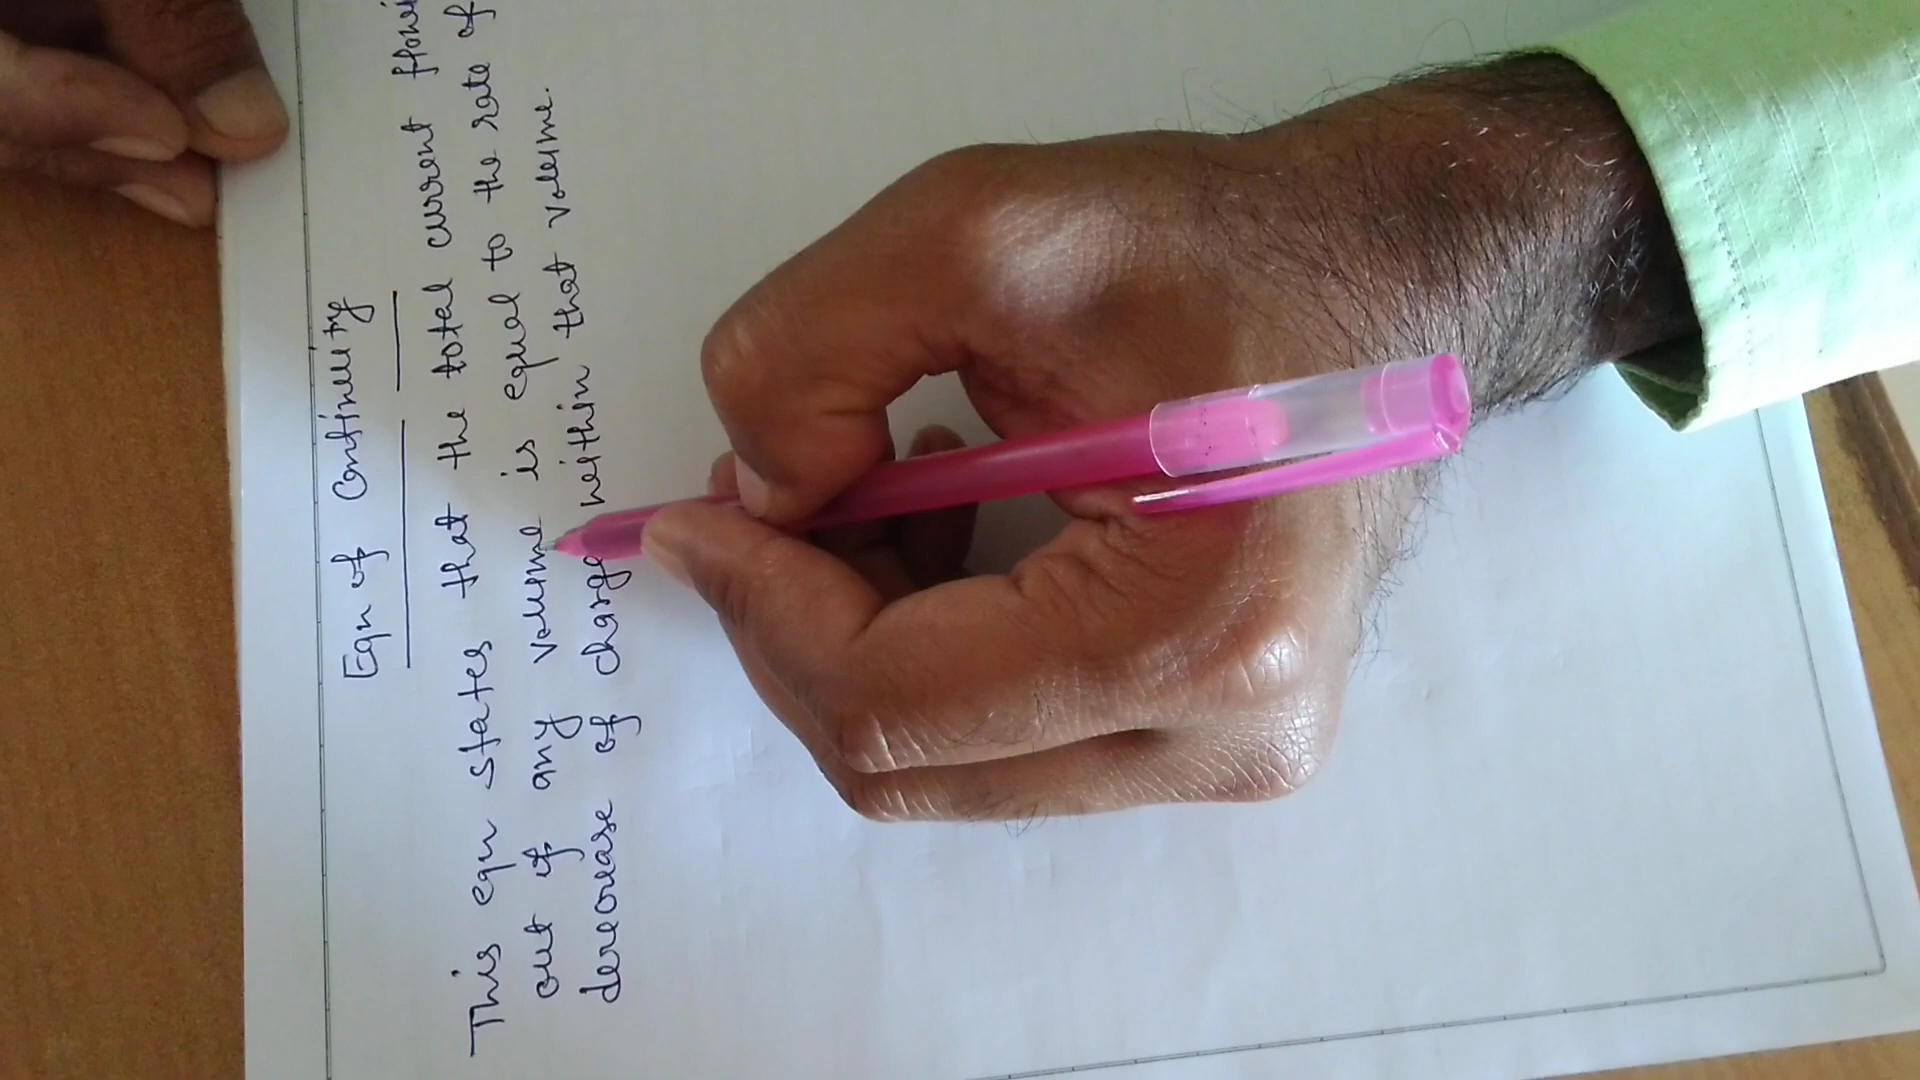 Eqn of Continuity
This eqn states that the total current flowi
out of any volume is equal to the rate of
decrease of charge within that volume.